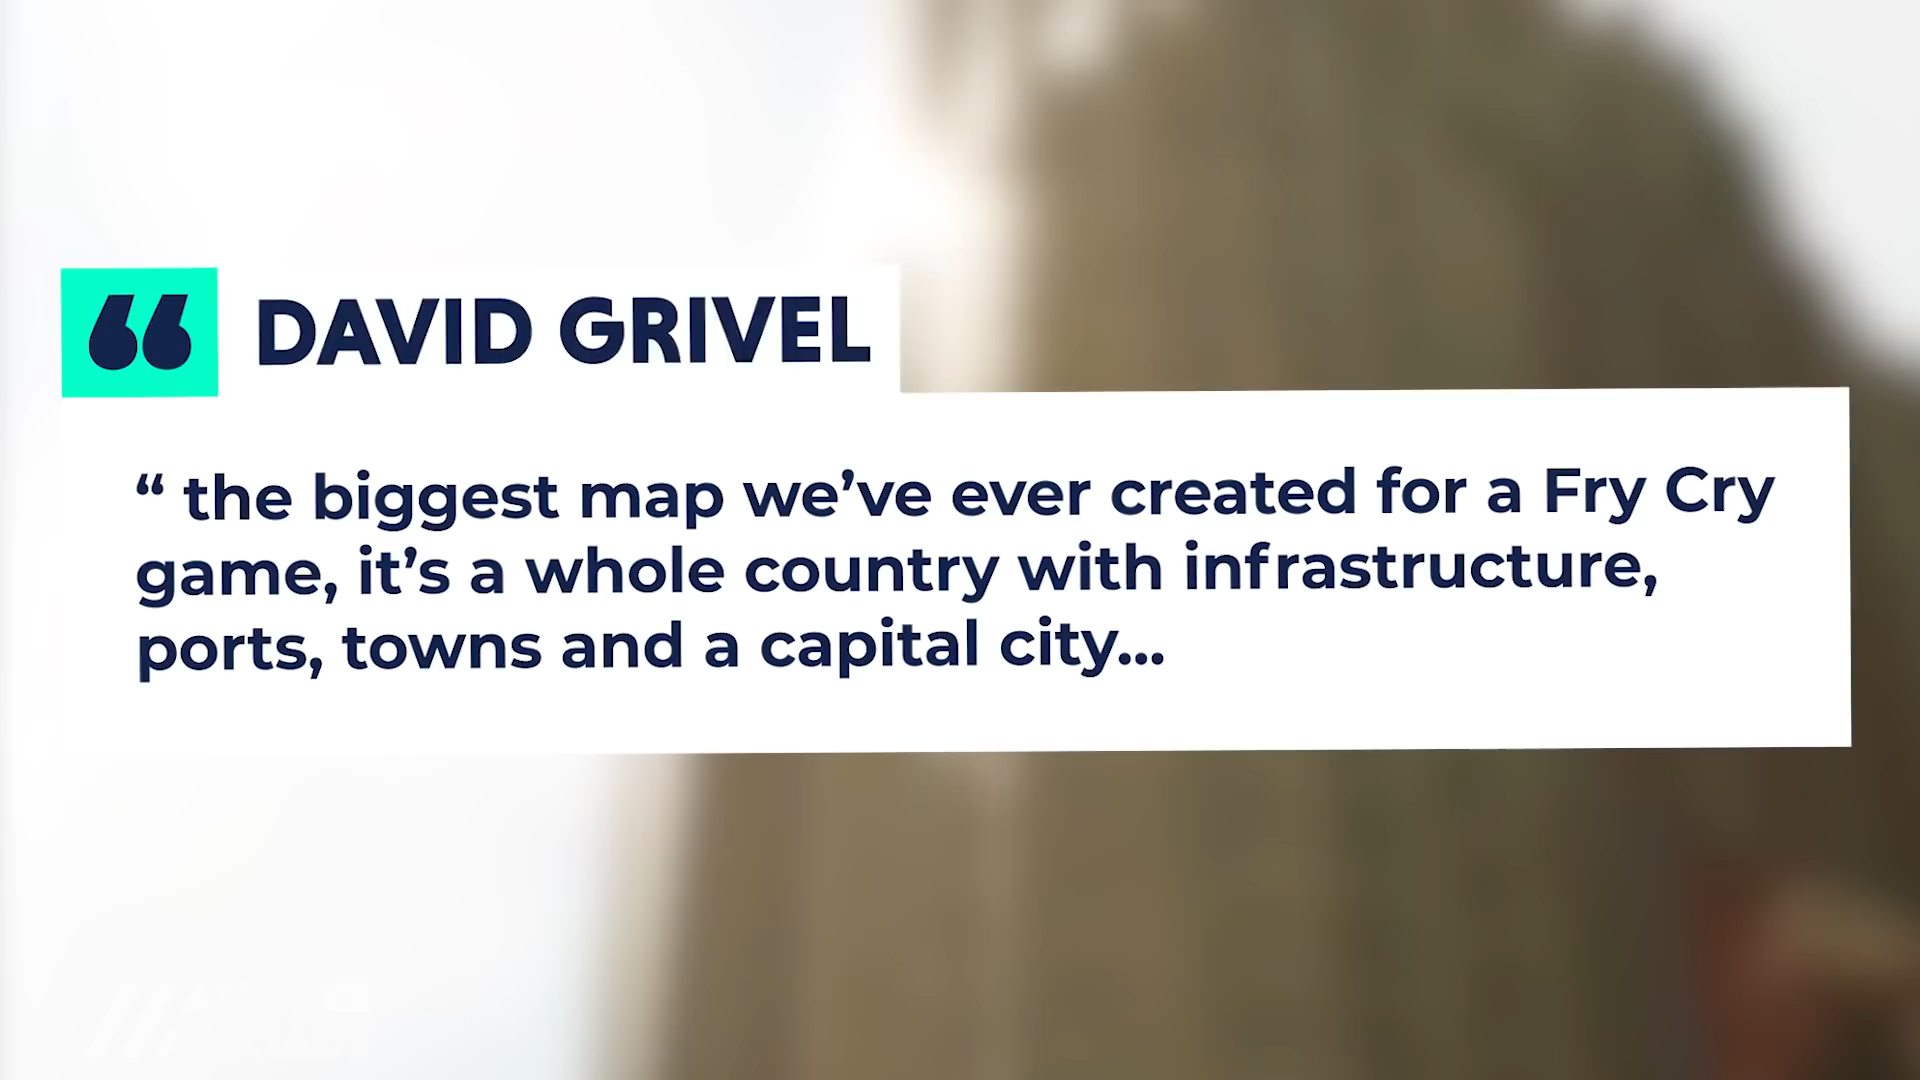 DAVID GRIVEL
“ the biggest map we’ve ever created for a Fry Cry
game, it’s a whole country with infrastructure,
ports, towns and a capital city...